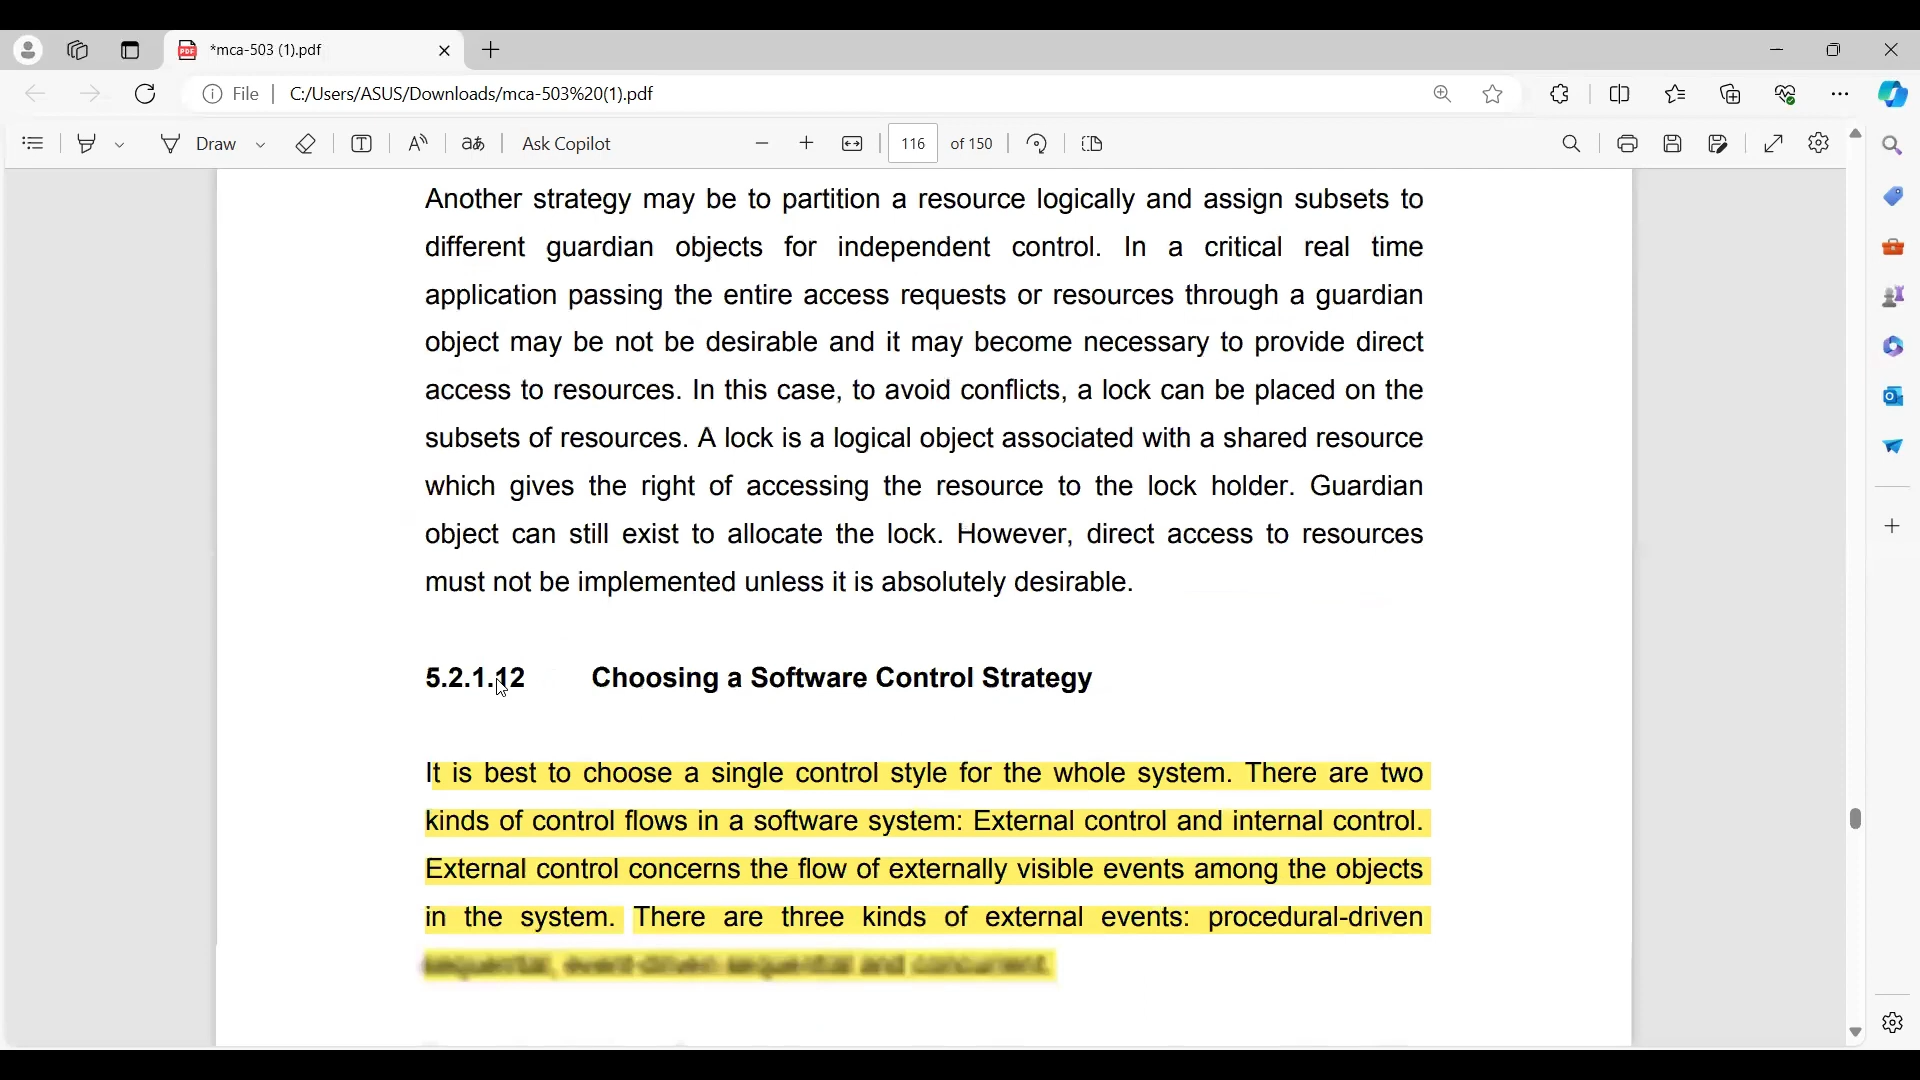 *mca-503 (1).pdf
File
C:/Users/ASUS/Downloads/mca-503%20(1).pdf
Draw
aあ
Ask Copilot
116
of 150
Another strategy may be to partition a resource logically and assign subsets to
different guardian objects for independent control. In a critical real time
application passing the entire access requests or resources through a guardian
object may be not be desirable and it may become necessary to provide direct
access to resources. In this case, to avoid conflicts, a lock can be placed on the
subsets of resources. A lock is a logical object associated with a shared resource
which gives the right of accessing the resource to the lock holder. Guardian
object can still exist to allocate the lock. However, direct access to resources
must not be implemented unless it is absolutely desirable.
5.2.1.12 Choosing a Software Control Strategy
It is best to choose a single control style for the whole system. There are two
kinds of control flows in a software system: External control and internal control.
External control concerns the flow of externally visible events among the objects
in the system. There are three kinds of external events: procedural-driven
sequential, event-driven sequential and concurrent.